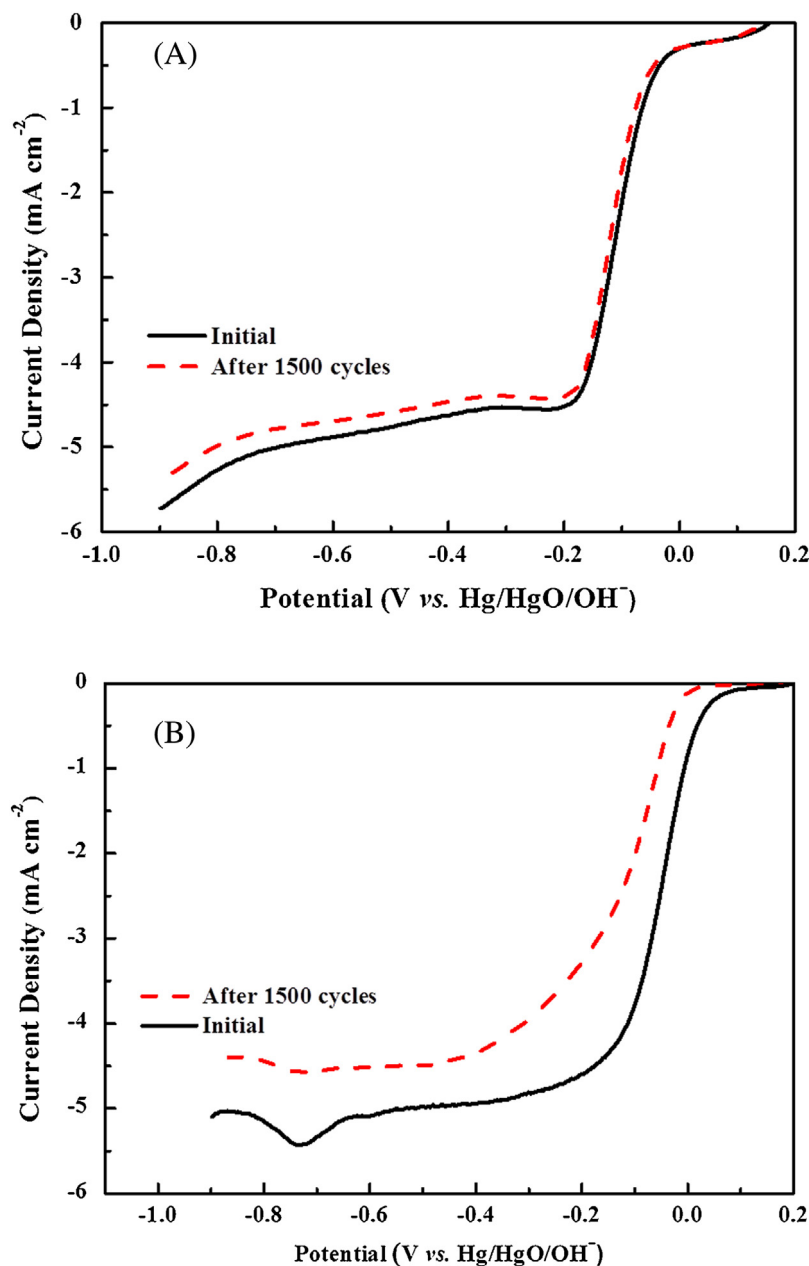 (A)
0
-1
-2
-3
-4
-5
-6
Current Density (mA cm⁻²)
Initial
After 1500 cycles
-1.0 -0.8 -0.6 -0.4 -0.2 0.0 0.2
Potential (V vs. Hg/HgO/OH⁻)
(B)
0
-1
-2
-3
-4
-5
-6
Current Density (mA cm⁻²)
After 1500 cycles
Initial
-1.0 -0.8 -0.6 -0.4 -0.2 0.0 0.2
Potential (V vs. Hg/HgO/OH⁻)